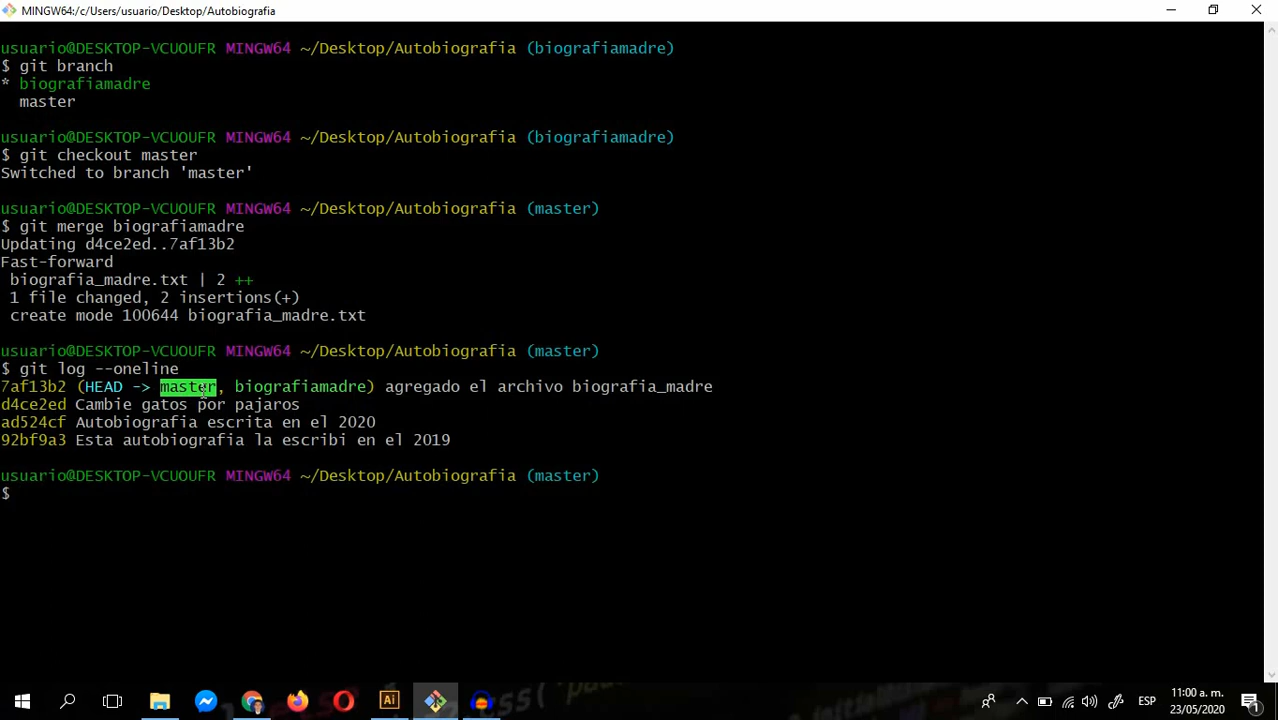 MINGW64:/c/Users/usuario/Desktop/Autobiografia
usuario@DESKTOP-VCUOUFR MINGW64 ~/Desktop/Autobiografia (biografiamadre)
$ git branch
* biografiamadre
  master
usuario@DESKTOP-VCUOUFR MINGW64 ~/Desktop/Autobiografia (biografiamadre)
$ git checkout master
Switched to branch 'master'
usuario@DESKTOP-VCUOUFR MINGW64 ~/Desktop/Autobiografia (master)
$ git merge biografiamadre
Updating d4ce2ed..7af13b2
Fast-forward
 biografia_madre.txt | 2 ++
 1 file changed, 2 insertions(+)
 create mode 100644 biografia_madre.txt
usuario@DESKTOP-VCUOUFR MINGW64 ~/Desktop/Autobiografia (master)
$ git log --oneline
7af13b2 (HEAD -> master, biografiamadre) agregado el archivo biografia_madre
d4ce2ed Cambie gatos por pajaros
ad524cf Autobiografia escrita en el 2020
92bf9a3 Esta autobiografia la escribi en el 2019
usuario@DESKTOP-VCUOUFR MINGW64 ~/Desktop/Autobiografia (master)
$
Ai
ESP
11:00 a. m.
23/05/2020
1